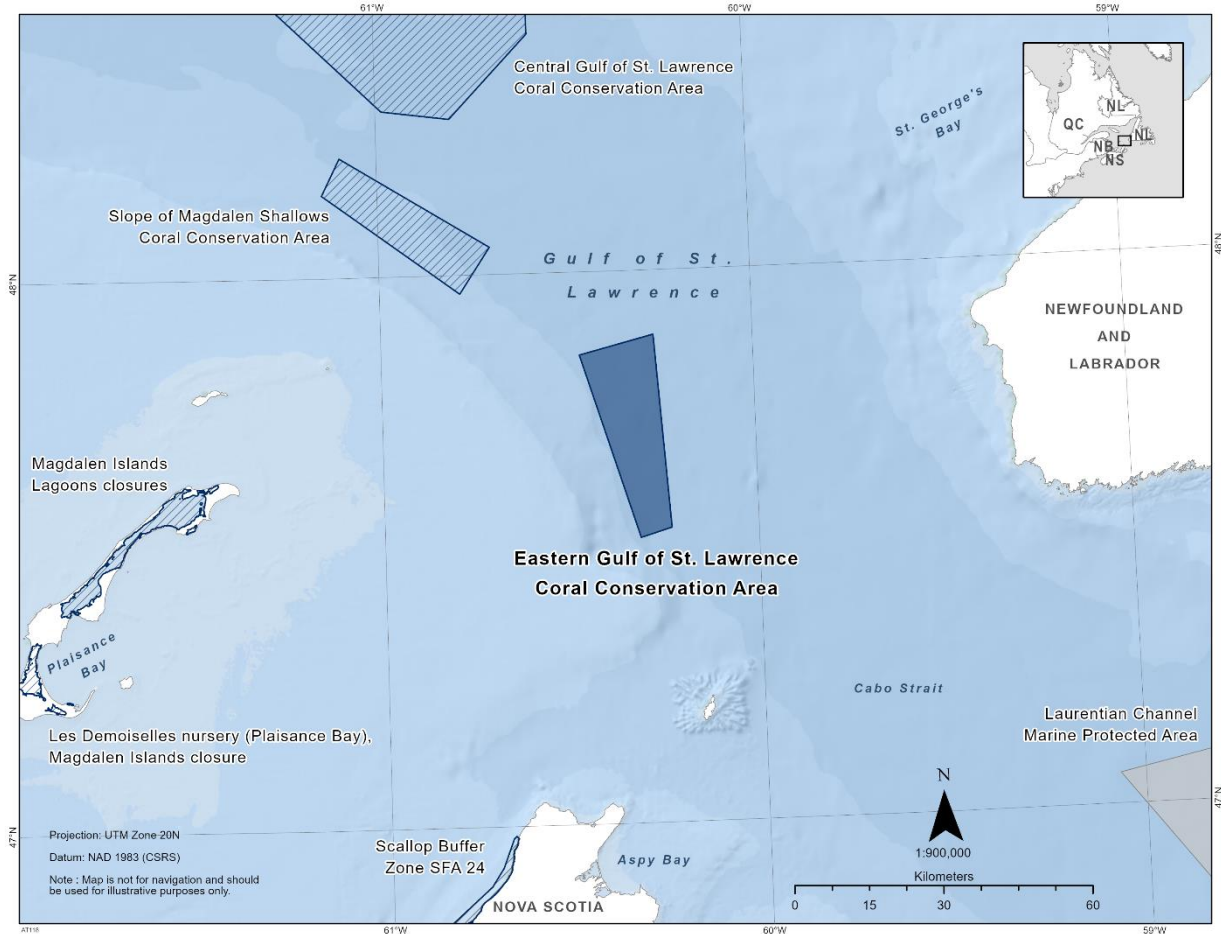 61°W
60°W
59°W
Central Gulf of St. Lawrence
Coral Conservation Area
St. George's
Bay
QC
NL
NL
NB
NS
Slope of Magdalen Shallows
Coral Conservation Area
48°N
48°N
Gulf of St.
Lawrence
NEWFOUNDLAND
AND
LABRADOR
Magdalen Islands
Lagoons closures
Eastern Gulf of St. Lawrence
Coral Conservation Area
Plaisance
Bay
Cabo Strait
Les Demoiselles nursery (Plaisance Bay),
Magdalen Islands closure
Laurentian Channel
Marine Protected Area
N
47°N
47°N
Projection: UTM Zone 20N
Datum: NAD 1983 (CSRS)
Note : Map is not for navigation and should
be used for illustrative purposes only.
Scallop Buffer
Zone SFA 24
Aspy Bay
1:900,000
Kilometers
0 15 30 60
NOVA SCOTIA
AT118
61°W
60°W
59°W